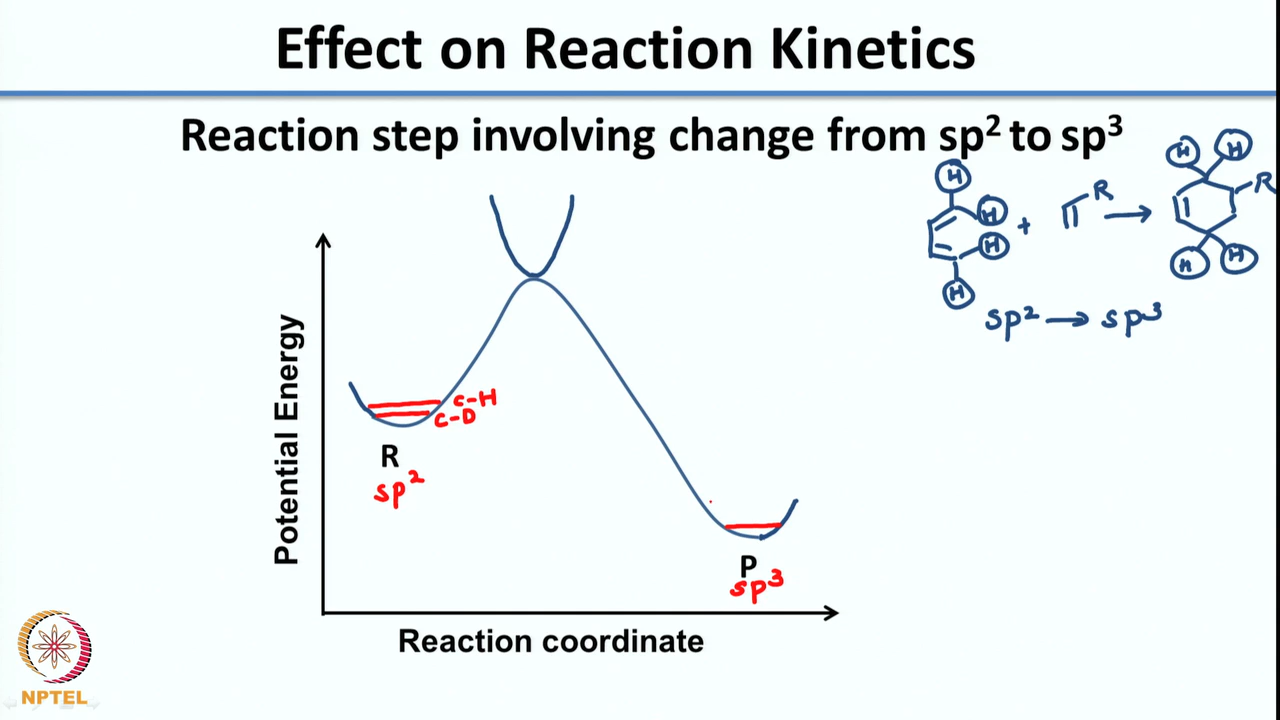 Effect on Reaction Kinetics
Reaction step involving change from sp² to sp³
H
H
H
H
+
R
→
H
H
R
H
H
sp² → sp³
Potential Energy
C-H
C-D
R
sp²
P
sp³
Reaction coordinate
NPTEL